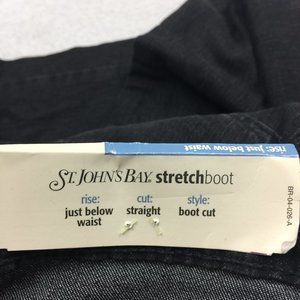 rise: just below waist
ST. JOHN'S BAY. stretchboot
rise: cut: style:
just below straight boot cut
waist
BR-04-026-A